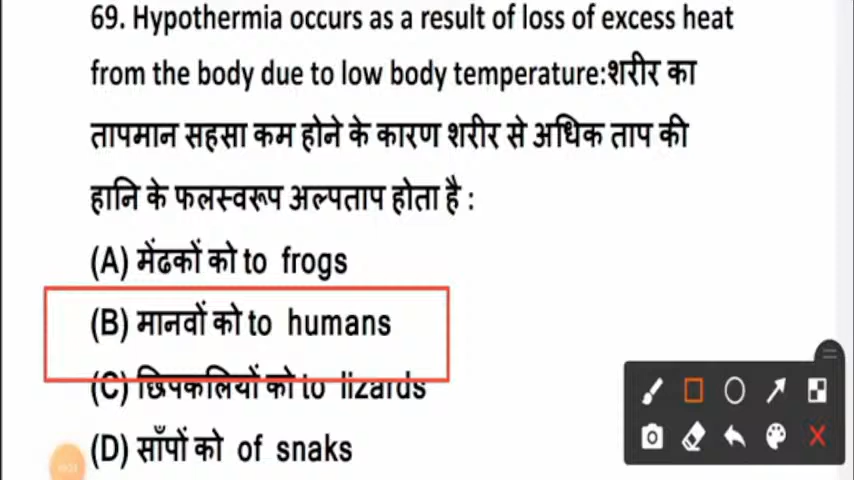 69. Hypothermia occurs as a result of loss of excess heat
from the body due to low body temperature:शरीर का
तापमान सहसा कम होने के कारण शरीर से अधिक ताप की
हानि के फलस्वरूप अल्पताप होता है :
(A) मेंढकों को to frogs
(B) मानवों को to humans
(C) छिपकलियों को to lizards
(D) साँपों को of snaks